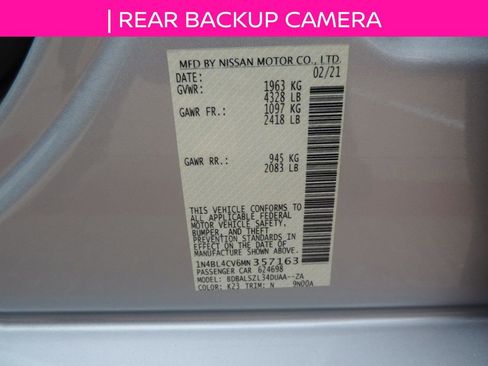 | REAR BACKUP CAMERA
MFD BY NISSAN MOTOR CO., LTD.
DATE: 02/21
GVWR: 1963 KG
4328 LB
GAWR FR.: 1097 KG
2418 LB
GAWR RR.: 945 KG
2083 LB
THIS VEHICLE CONFORMS TO
ALL APPLICABLE FEDERAL
MOTOR VEHICLE SAFETY,
BUMPER, AND THEFT
PREVENTION STANDARDS
IN EFFECT ON THE DATE OF
MANUFACTURE SHOWN ABOVE.
1N4BL4CV6MN357163
PASSENGER CAR 624698
MODEL: BDBALSZL34DUAA--ZA
COLOR: KZ3 TRIM: N 9N00A